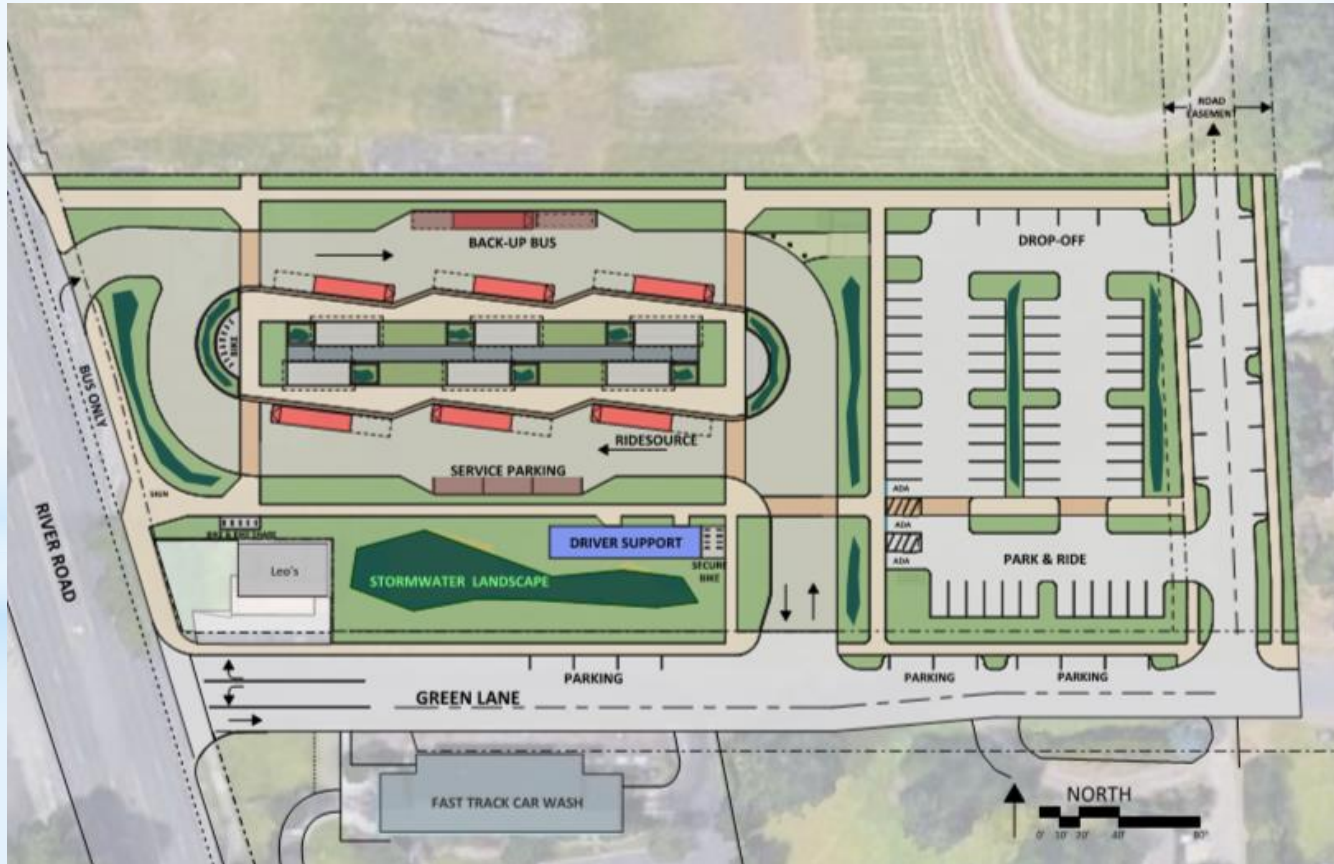 ROAD
EASEMENT
BACK-UP BUS
DROP-OFF
BIKE
BUS ONLY
RIDESOURCE
SERVICE PARKING
SIGN
ADA
ADA
ADA
RIVER ROAD
Leo's
DRIVER SUPPORT
SECURE
BIKE
STORMWATER LANDSCAPE
PARK & RIDE
PARKING
PARKING
PARKING
GREEN LANE
FAST TRACK CAR WASH
NORTH
0' 10' 20' 40' 80'